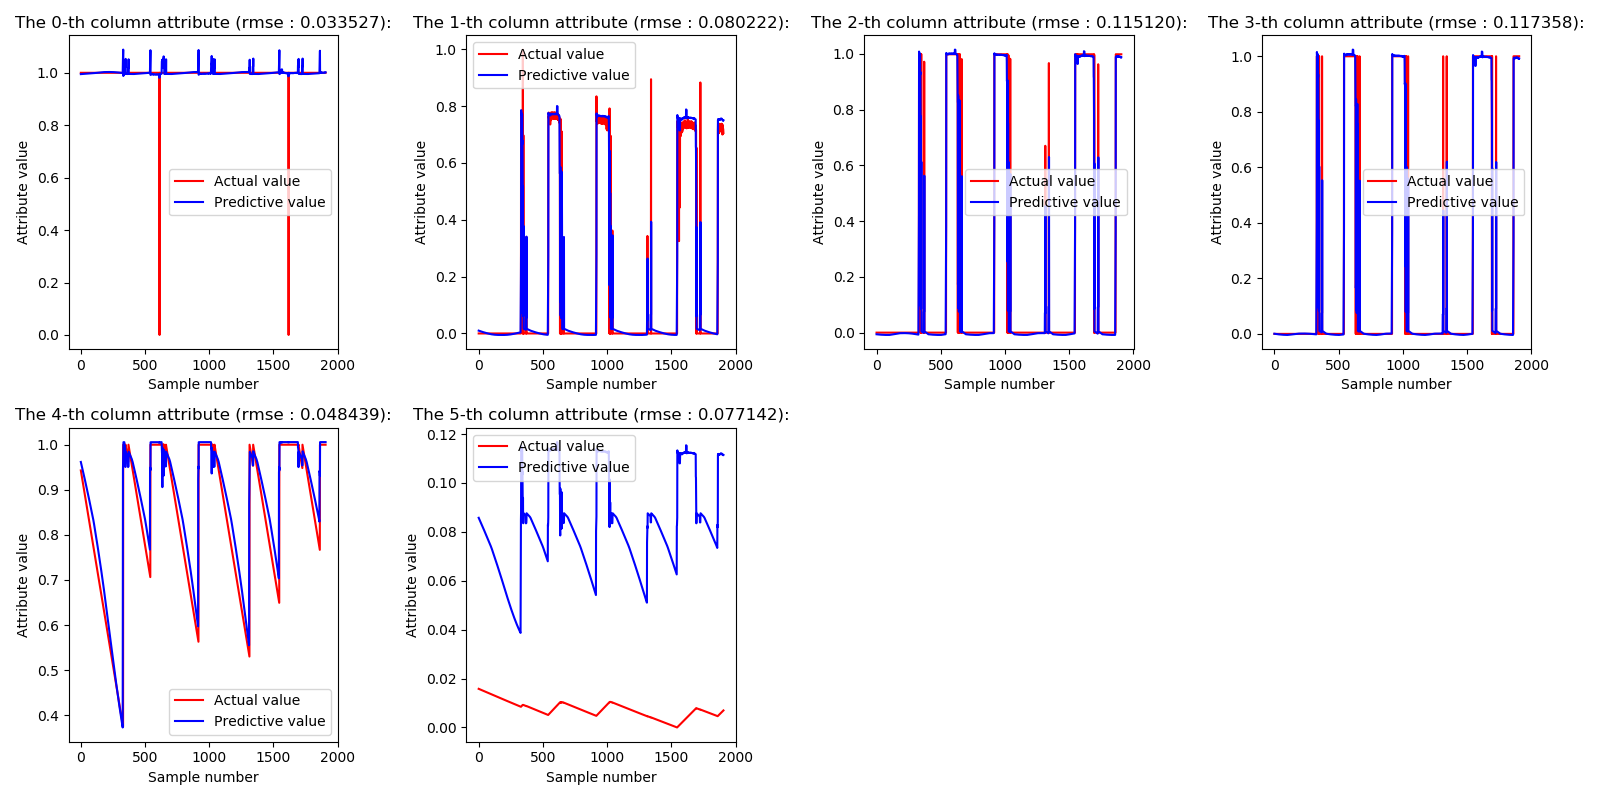 The 0-th column attribute (rmse : 0.033527):
1.0
0.8
0.6
0.4
0.2
0.0
Attribute value
Actual value
Predictive value
0 500 1000 1500 2000
Sample number
The 1-th column attribute (rmse : 0.080222):
1.0
0.8
0.6
0.4
0.2
0.0
Attribute value
Actual value
Predictive value
0 500 1000 1500 2000
Sample number
The 2-th column attribute (rmse : 0.115120):
1.0
0.8
0.6
0.4
0.2
0.0
Attribute value
Actual value
Predictive value
0 500 1000 1500 2000
Sample number
The 3-th column attribute (rmse : 0.117358):
1.0
0.8
0.6
0.4
0.2
0.0
Attribute value
Actual value
Predictive value
0 500 1000 1500 2000
Sample number
The 4-th column attribute (rmse : 0.048439):
1.0
0.9
0.8
0.7
0.6
0.5
0.4
Attribute value
Actual value
Predictive value
0 500 1000 1500 2000
Sample number
The 5-th column attribute (rmse : 0.077142):
0.12
0.10
0.08
0.06
0.04
0.02
0.00
Attribute value
Actual value
Predictive value
0 500 1000 1500 2000
Sample number